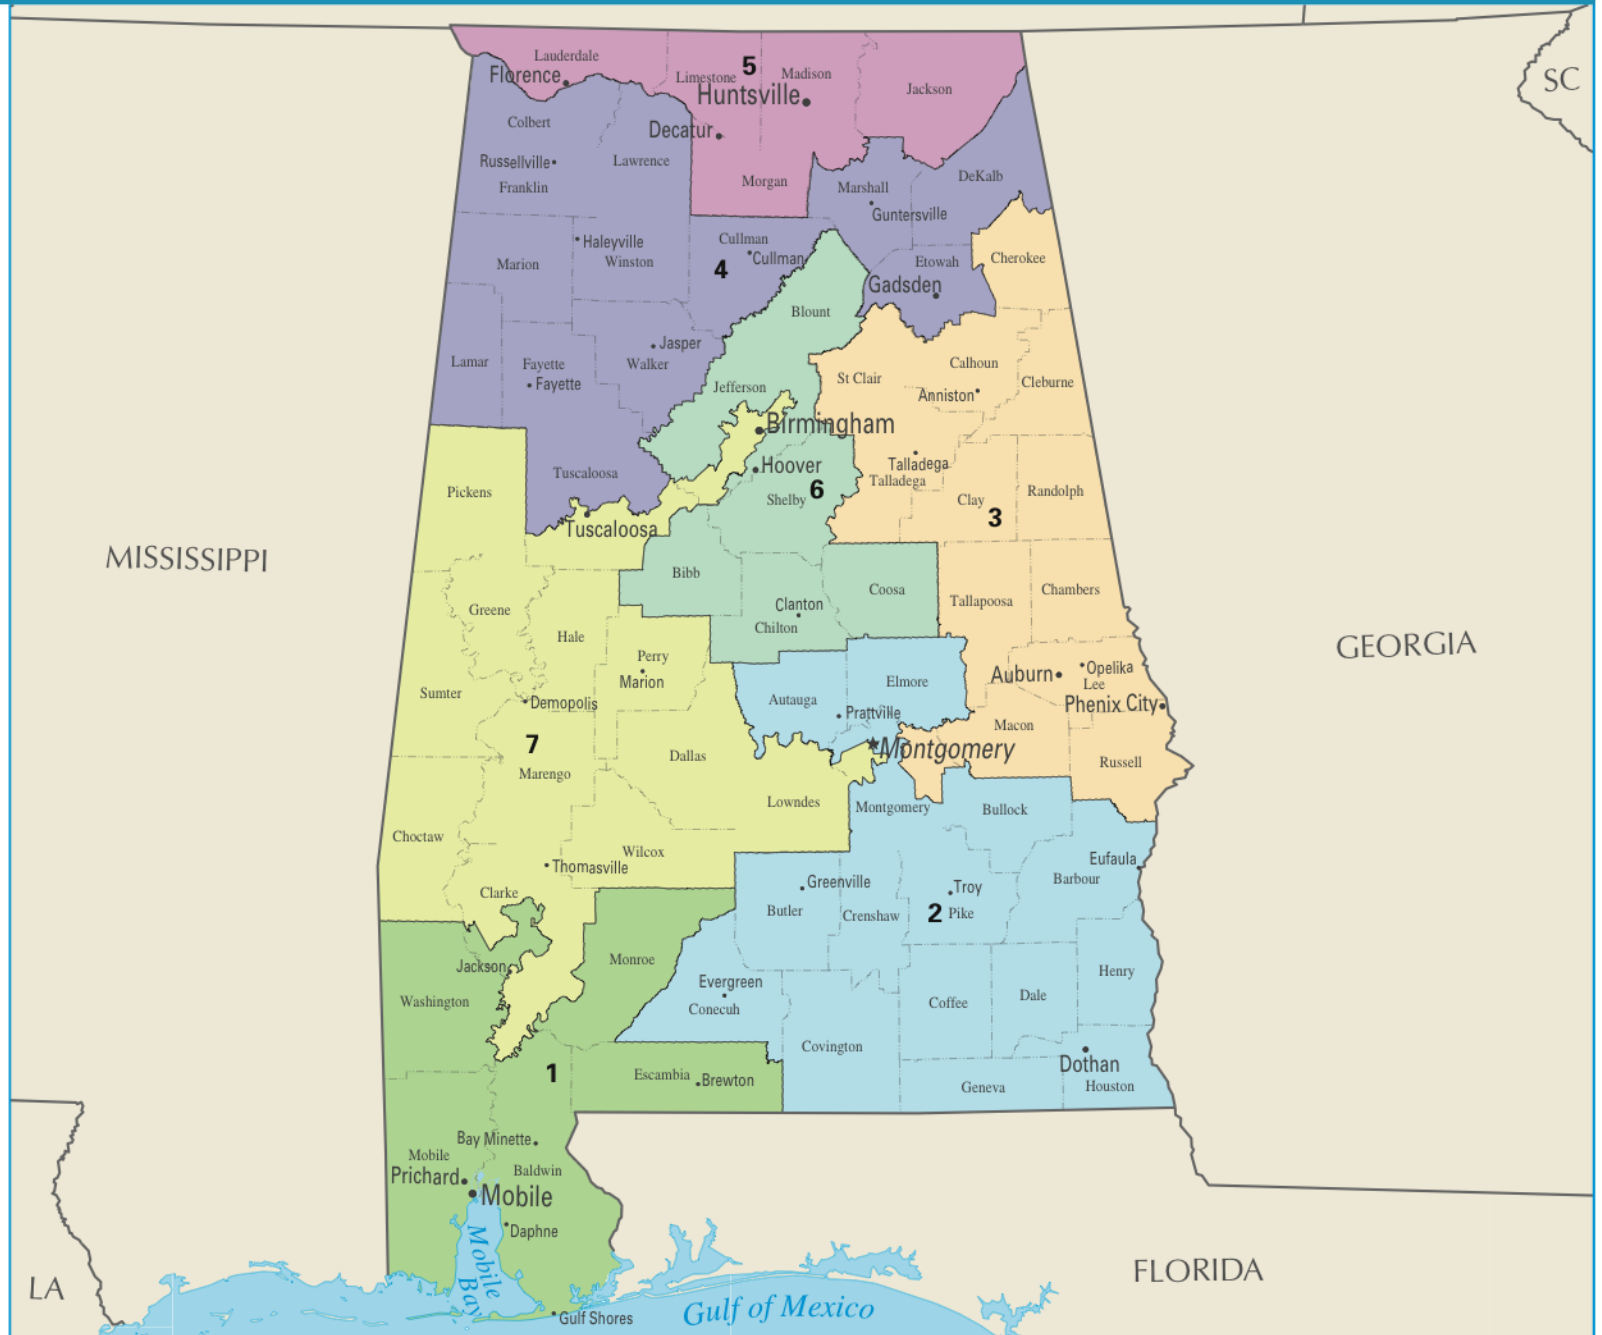 Lauderdale
5
Madison
SC
Florence
Limestone
Jackson
Huntsville
Colbert
Decatur
Russellville
Lawrence
Franklin
Morgan
Marshall
DeKalb
Guntersville
Haleyville
Cullman
Marion
Winston
4
Cullman
Etowah
Cherokee
Gadsden
Blount
Jasper
Lamar
Fayette
Walker
Calhoun
Fayette
Jefferson
St Clair
Anniston
Cleburne
Birmingham
Tuscaloosa
Hoover
Talladega
Talladega
Pickens
Shelby
6
Clay
Randolph
3
Tuscaloosa
MISSISSIPPI
Bibb
Coosa
Chambers
Greene
Clanton
Tallapoosa
Hale
Chilton
GEORGIA
Perry
Marion
Auburn
Opelika
Lee
Sumter
Elmore
Demopolis
Autauga
Prattville
Phenix City
Macon
7
Dallas
Montgomery
Marengo
Russell
Lowndes
Montgomery
Bullock
Choctaw
Wilcox
Eufaula
Thomasville
Barbour
Clarke
Greenville
Troy
Butler
Crenshaw
2
Pike
Jackson
Monroe
Henry
Washington
Evergreen
Conecuh
Coffee
Dale
Covington
Dothan
1
Escambia
Brewton
Geneva
Houston
Bay Minette
Mobile
Baldwin
Prichard
Mobile
Daphne
Mobile
Bay
LA
FLORIDA
Gulf of Mexico
Gulf Shores